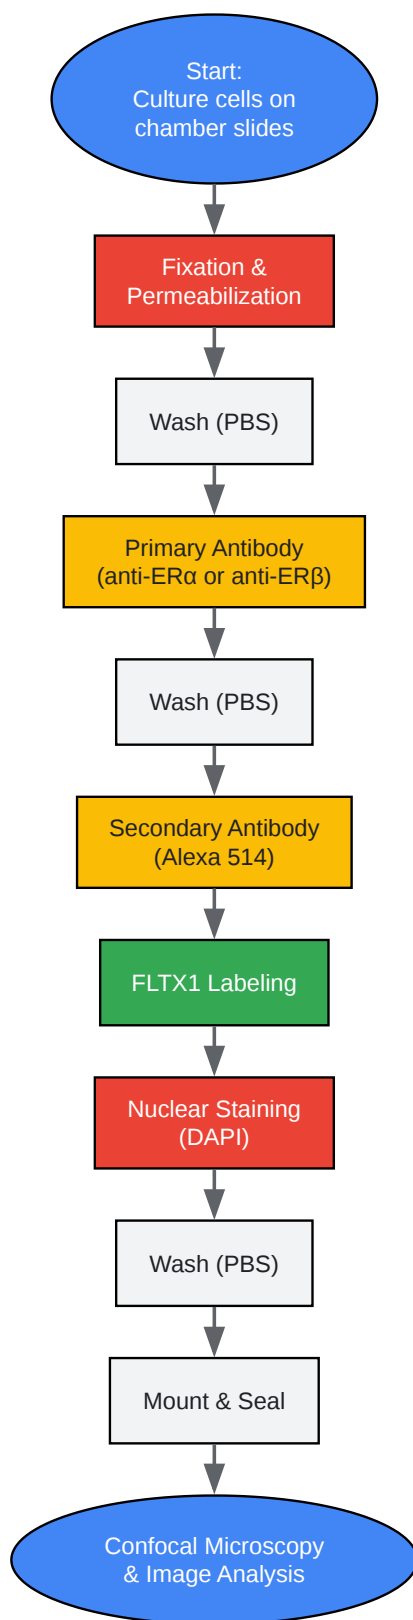 Start:
Culture cells on
chamber slides
Fixation &
Permeabilization
Wash (PBS)
Primary Antibody
(anti-ERα or anti-ERβ)
Wash (PBS)
Secondary Antibody
(Alexa 514)
FLTX1 Labeling
Nuclear Staining
(DAPI)
Wash (PBS)
Mount & Seal
Confocal Microscopy
& Image Analysis